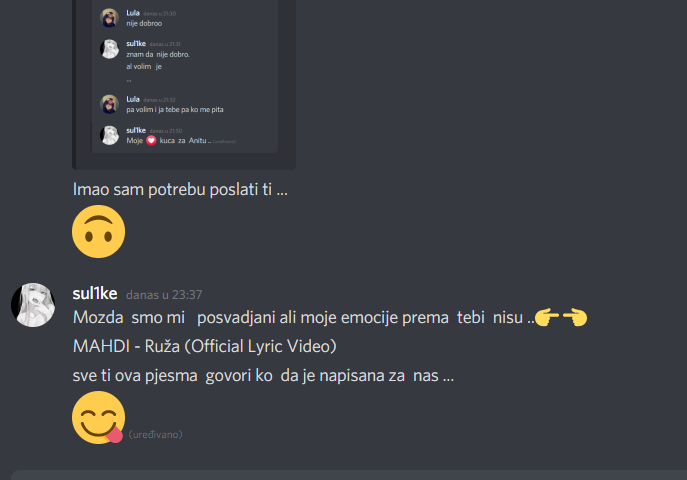 Lula danas u 21:30
nije dobroo
sul1ke danas u 21:31
znam da nije dobro.
al volim je
...
Lula danas u 21:32
pa volim i ja tebe pa ko me pita
sul1ke danas u 21:50
Moje ❤ kuca za Anitu .. (uređivano)
Imao sam potrebu poslati ti ...
🙃
sul1ke danas u 23:37
Mozda smo mi posvadjani ali moje emocije prema tebi nisu ..👉👈
MAHDI - Ruža (Official Lyric Video)
sve ti ova pjesma govori ko da je napisana za nas ...
😋 (uređivano)